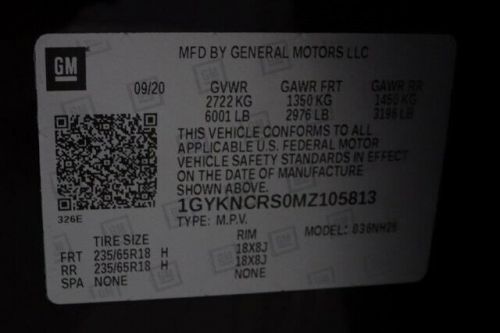 GM
MFD BY GENERAL MOTORS LLC
09/20 GVWR GAWR FRT GAWR RR
2722 KG 1350 KG 1450 KG
6001 LB 2976 LB 3196 LB
THIS VEHICLE CONFORMS TO ALL
APPLICABLE U.S. FEDERAL MOTOR
VEHICLE SAFETY STANDARDS IN EFFECT
ON THE DATE OF MANUFACTURE
SHOWN ABOVE.
326E
1GYKNCRS0MZ105813
TYPE: M.P.V. MODEL:
TIRE SIZE RIM
FRT 235/65R18 H 18X8J
RR 235/65R18 H 18X8J
SPA NONE NONE